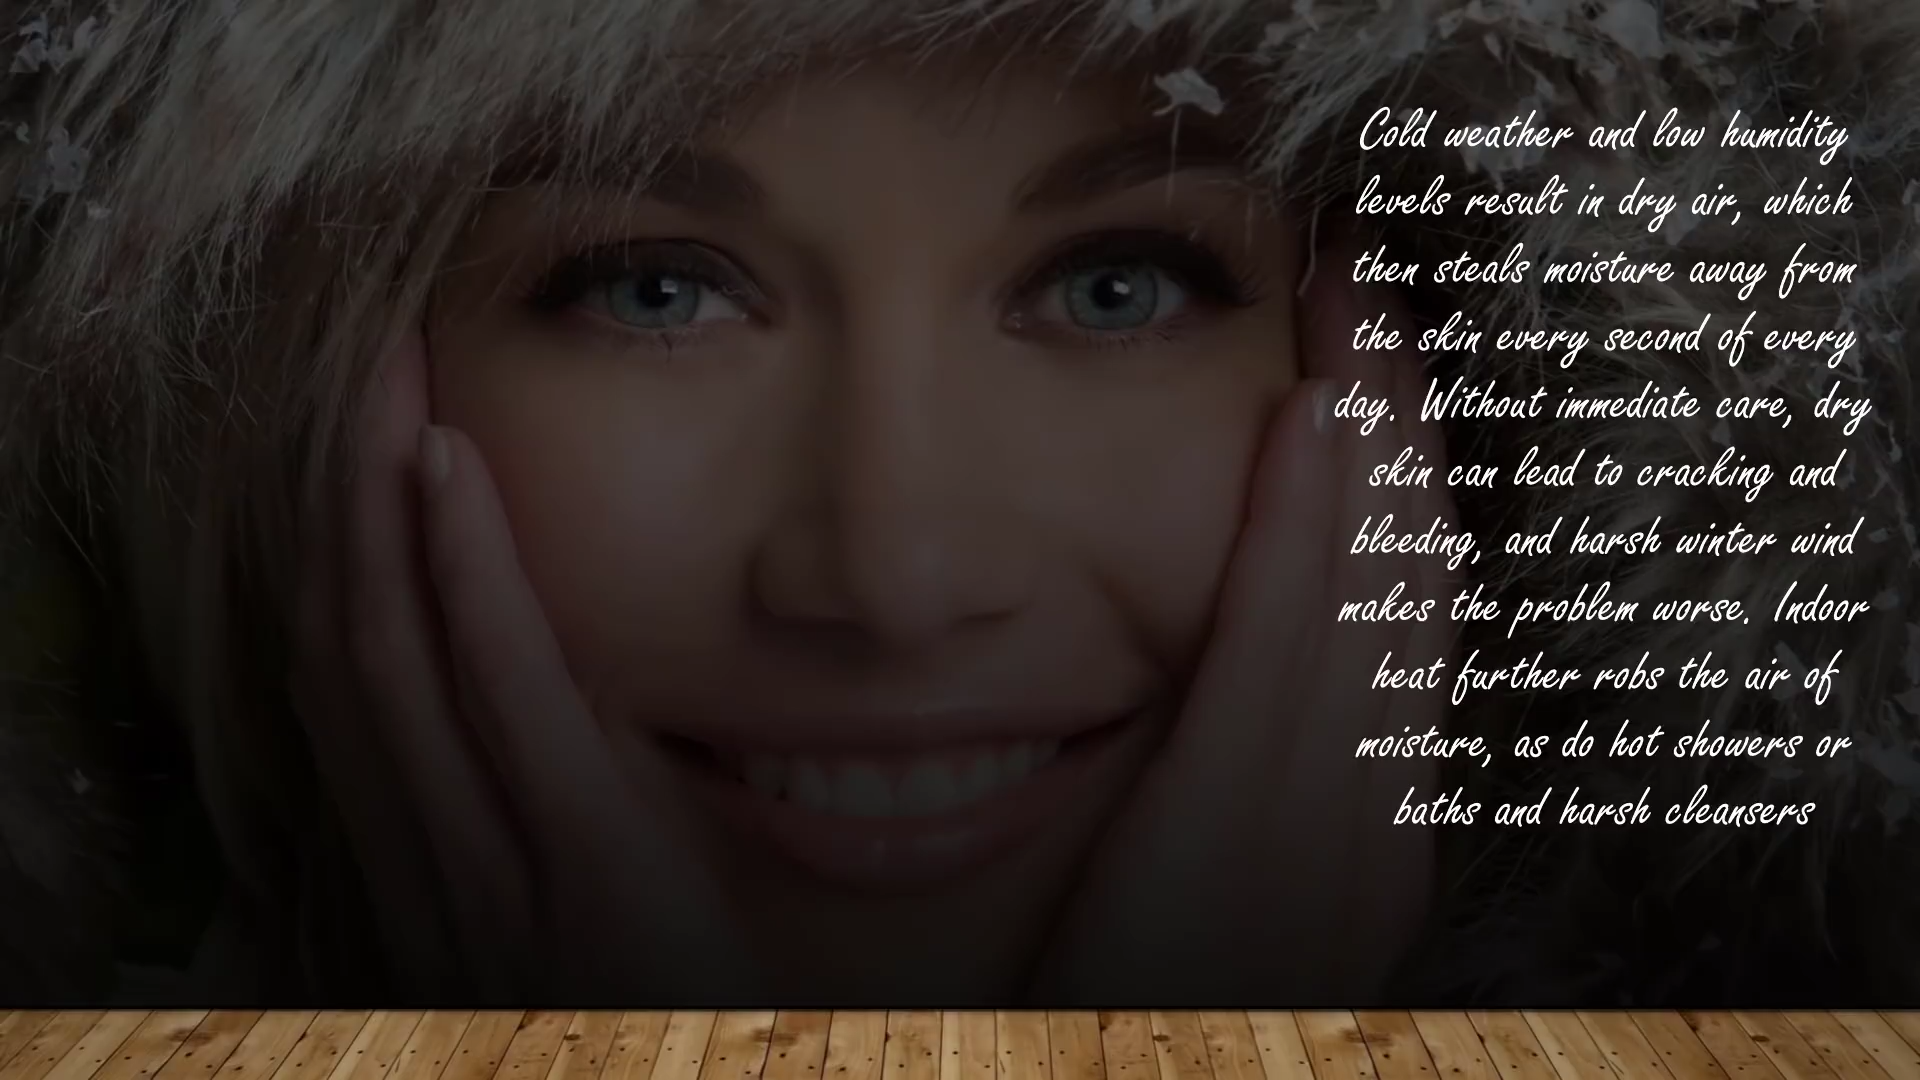 Cold weather and low humidity
levels result in dry air, which
then steals moisture away from
the skin every second of every
day. Without immediate care, dry
skin can lead to cracking and
bleeding, and harsh winter wind
makes the problem worse. Indoor
heat further robs the air of
moisture, as do hot showers or
baths and harsh cleansers